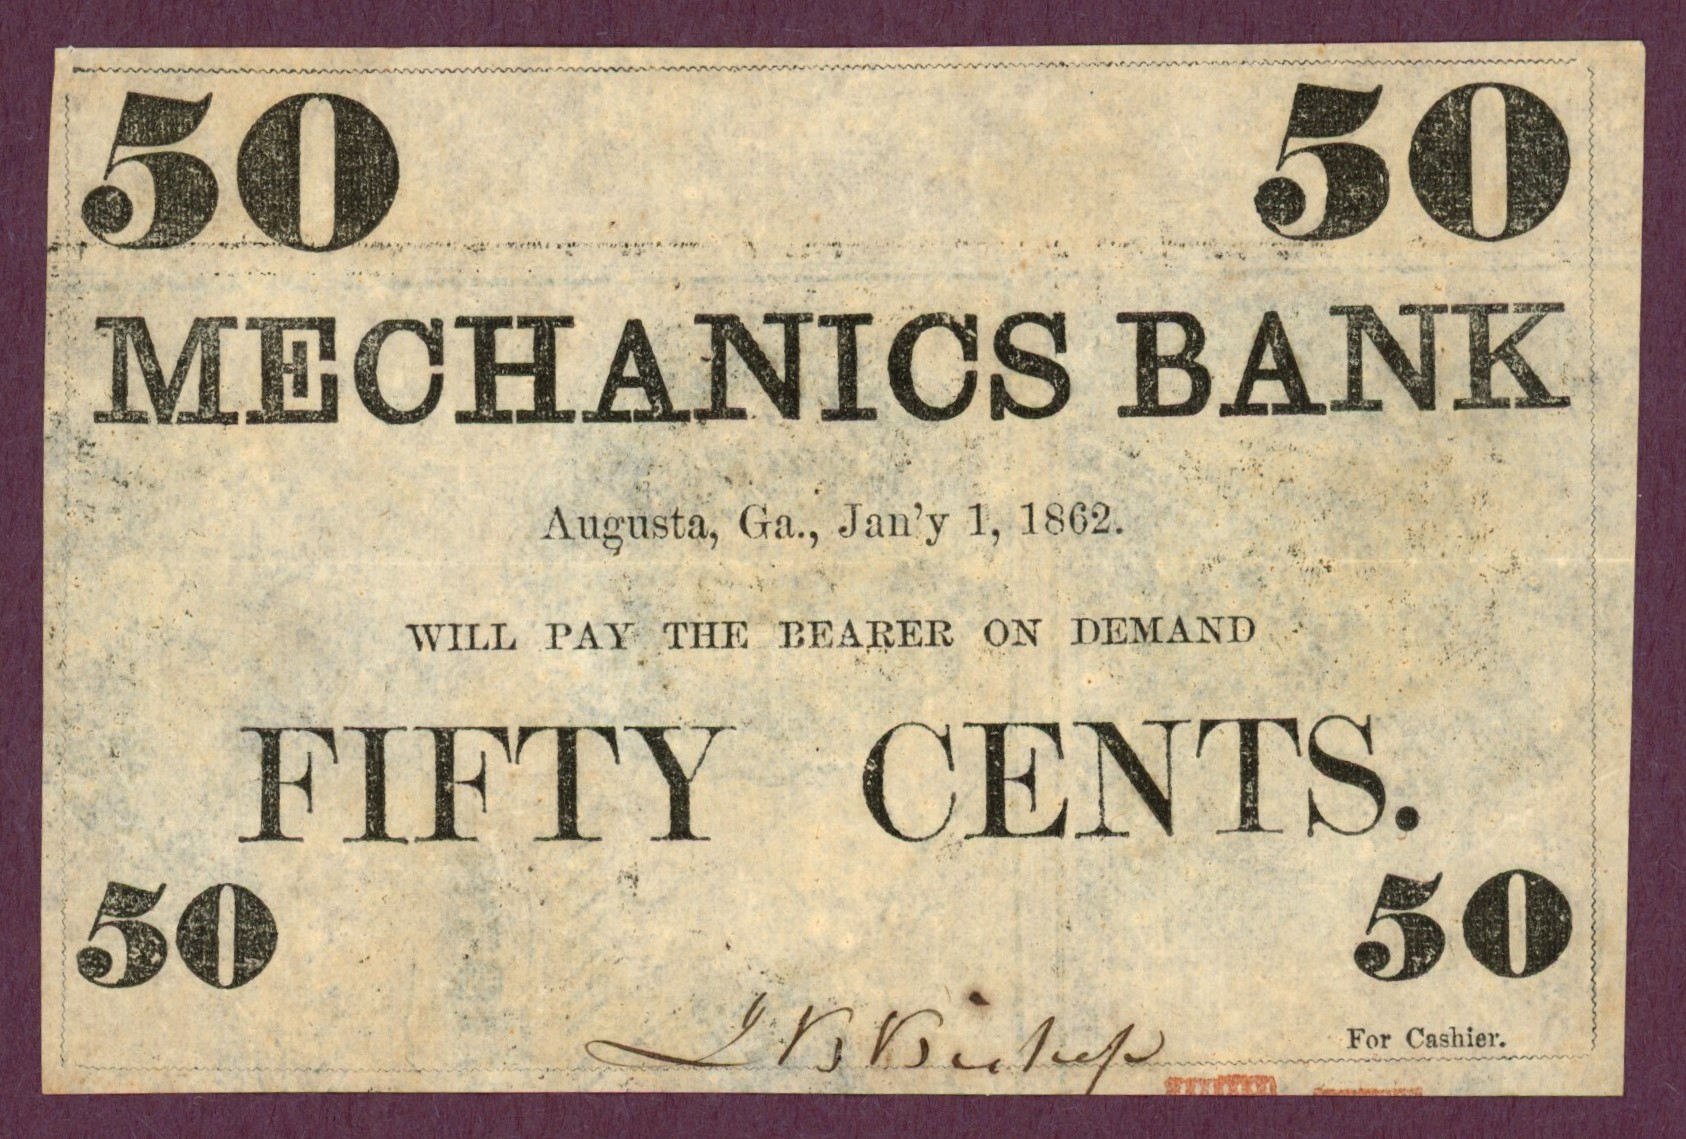 50 50
MECHANICS BANK
Augusta, Ga., Jan'y 1, 1862.
WILL PAY THE BEARER ON DEMAND
FIFTY CENTS.
50 50
J B Bishop
For Cashier.